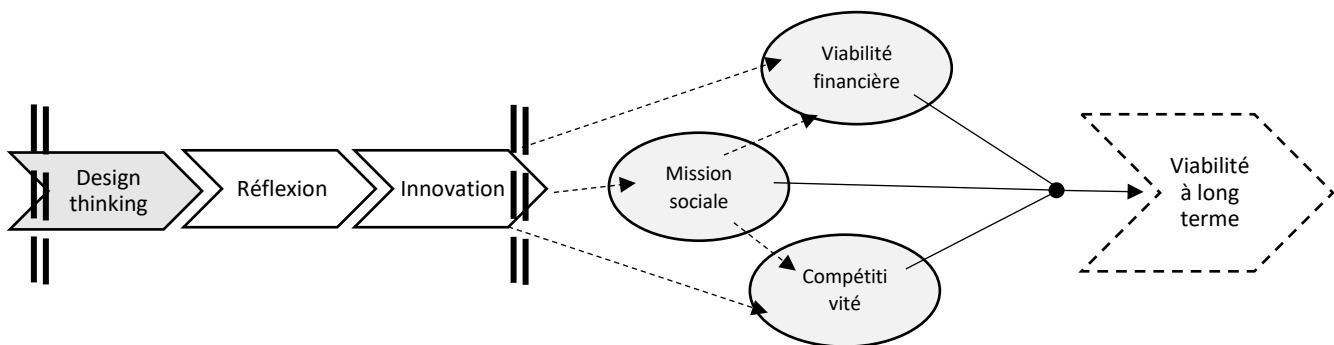 Design
thinking
Réflexion
Innovation
Viabilité
financière
Mission
sociale
Compétiti
vité
Viabilité
à long
terme